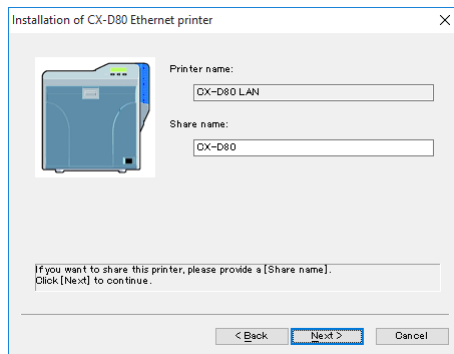 Installation of CX-D80 Ethernet printer
Printer name:
CX-D80 LAN
Share name:
CX-D80
If you want to share this printer, please provide a [Share name].
Click [Next] to continue.
< Back
Next >
Cancel